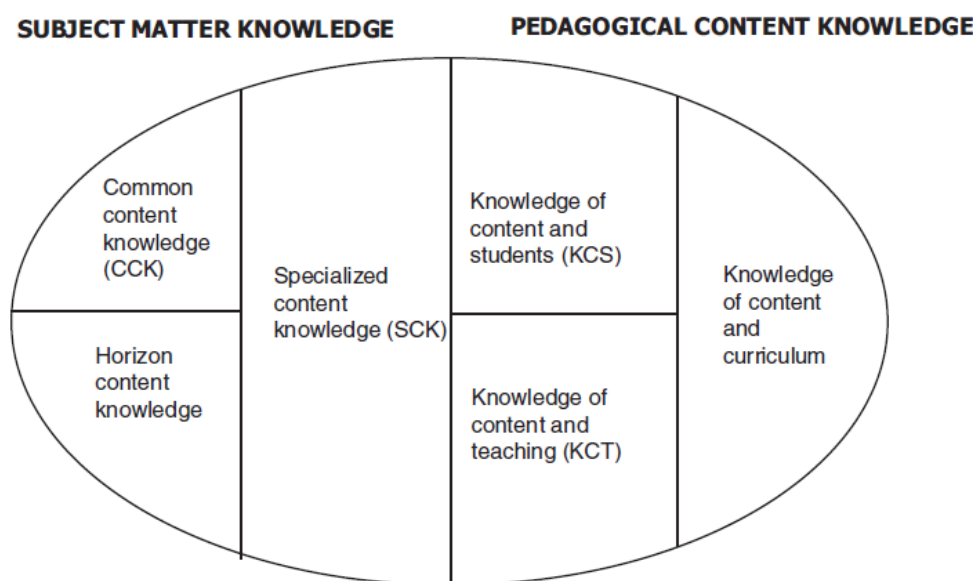 SUBJECT MATTER KNOWLEDGE
PEDAGOGICAL CONTENT KNOWLEDGE
Common
content
knowledge
(CCK)
Horizon
content
knowledge
Specialized
content
knowledge (SCK)
Knowledge of
content and
students (KCS)
Knowledge of
content and
teaching (KCT)
Knowledge
of content
and
curriculum